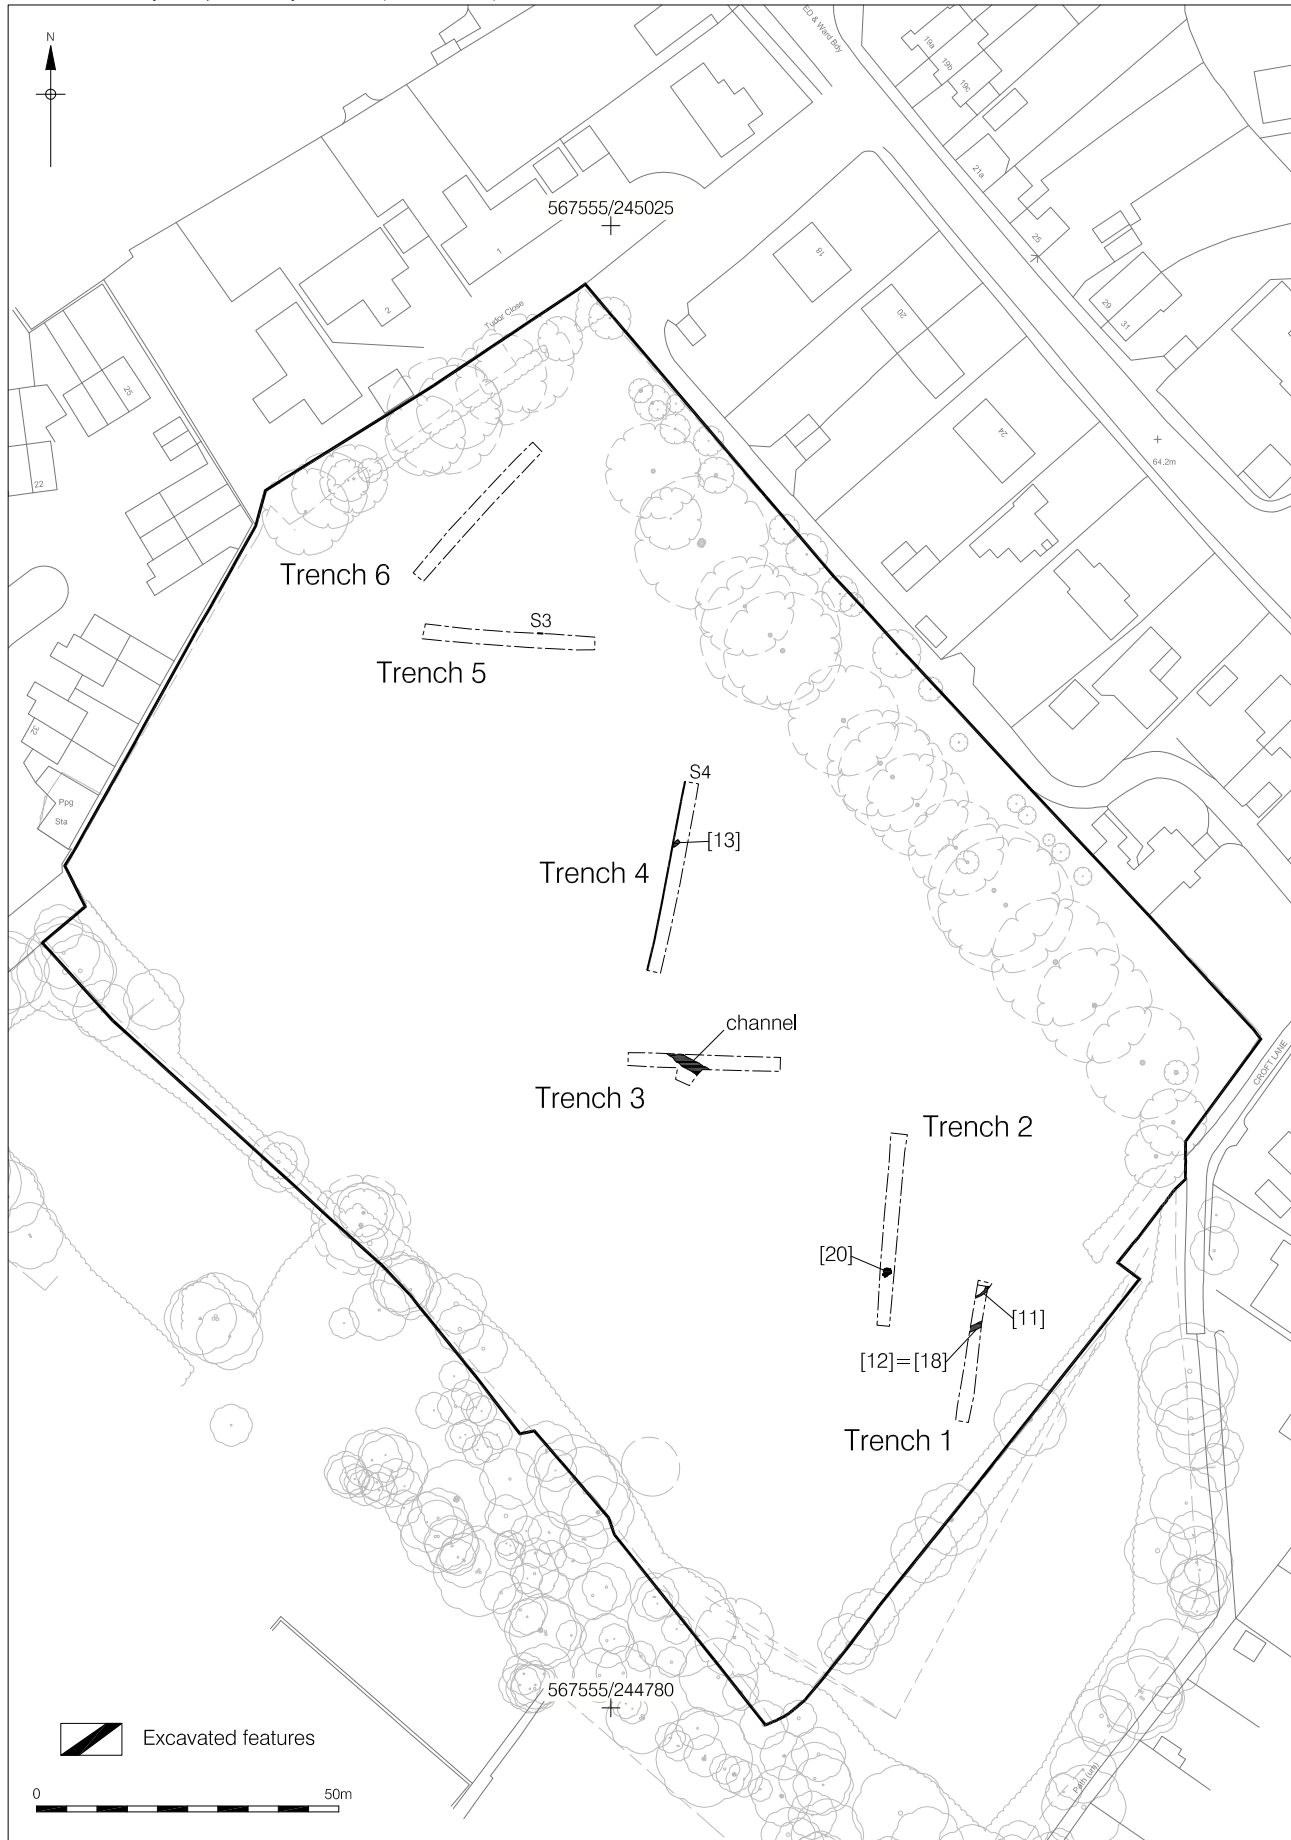 N
ED & Ward Bdy
19a
19b
19c
21a
25
567555/245025
1
18
29
31
2
Tudor Close
20
25
24
64.2m
22
Trench 6
S3
Trench 5
32
S4
Ppg
Sta
[13]
Trench 4
channel
CROFT LANE
Trench 3
Trench 2
[20]
[11]
[12]=[18]
Trench 1
567555/244780
Excavated features
Path (um)
0
50m